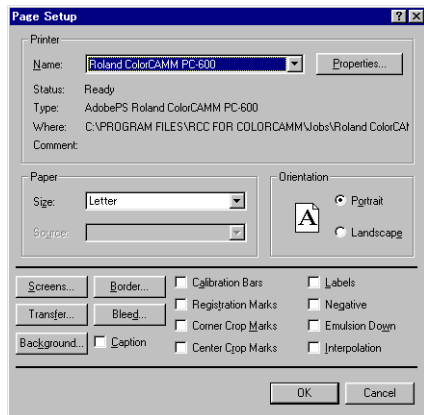 Page Setup
Printer
Name: Roland ColorCAMM PC-600 Properties...
Status: Ready
Type: AdobePS Roland ColorCAMM PC-600
Where: C:\PROGRAM FILES\RCC FOR COLORCAMM\Jobs\Roland ColorCAM
Comment:
Paper
Size: Letter
Source:
Orientation
A
Portrait
Landscape
Screens... Border... Calibration Bars Labels
Transfer... Bleed... Registration Marks Negative
Background... Caption Corner Crop Marks Emulsion Down
Center Crop Marks Interpolation
OK Cancel